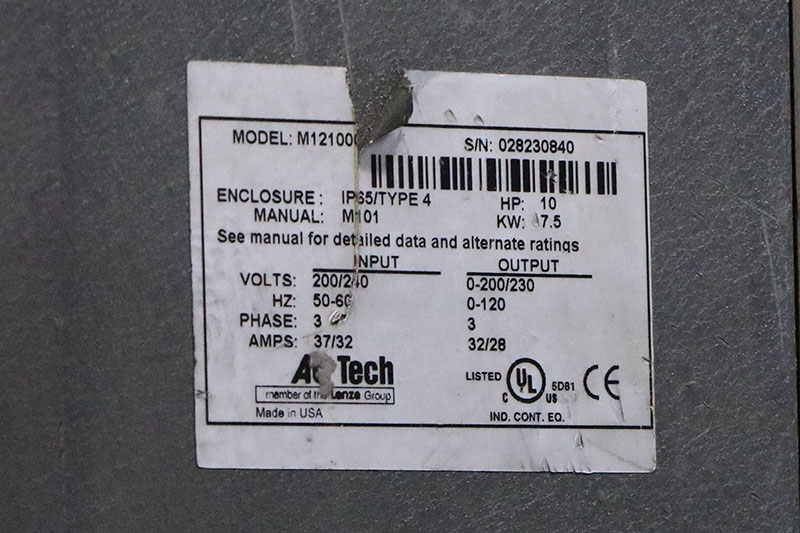 MODEL: M12100
S/N: 028230840
ENCLOSURE: IP65/TYPE 4 HP: 10
MANUAL: M101 KW: 7.5
See manual for detailed data and alternate ratings
INPUT OUTPUT
VOLTS: 200/240 0-200/230
HZ: 50-60 0-120
PHASE: 3 3
AMPS: 37/32 32/28
AC Tech
member of the Lenze Group
Made in USA
LISTED C UL US 5D81 CE
IND. CONT. EQ.